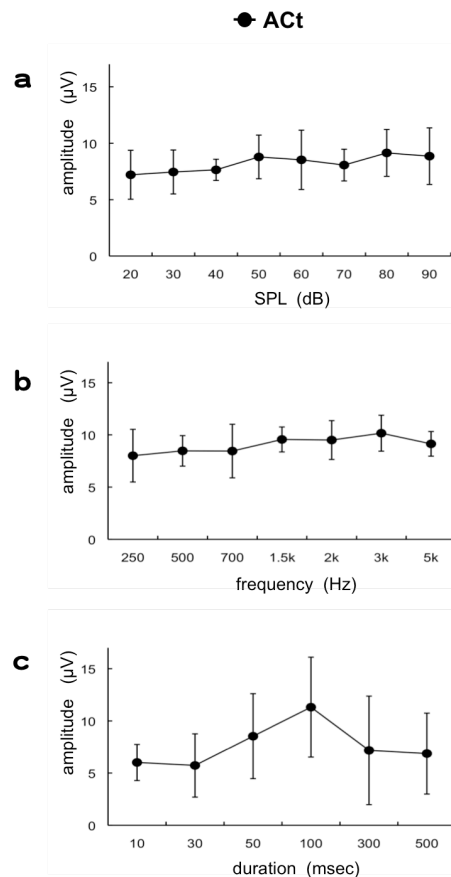 ACt
a
amplitude (µV)
15
10
5
0
20 30 40 50 60 70 80 90
SPL (dB)
b
amplitude (µV)
15
10
5
0
250 500 700 1.5k 2k 3k 5k
frequency (Hz)
c
amplitude (µV)
15
10
5
0
10 30 50 100 300 500
duration (msec)